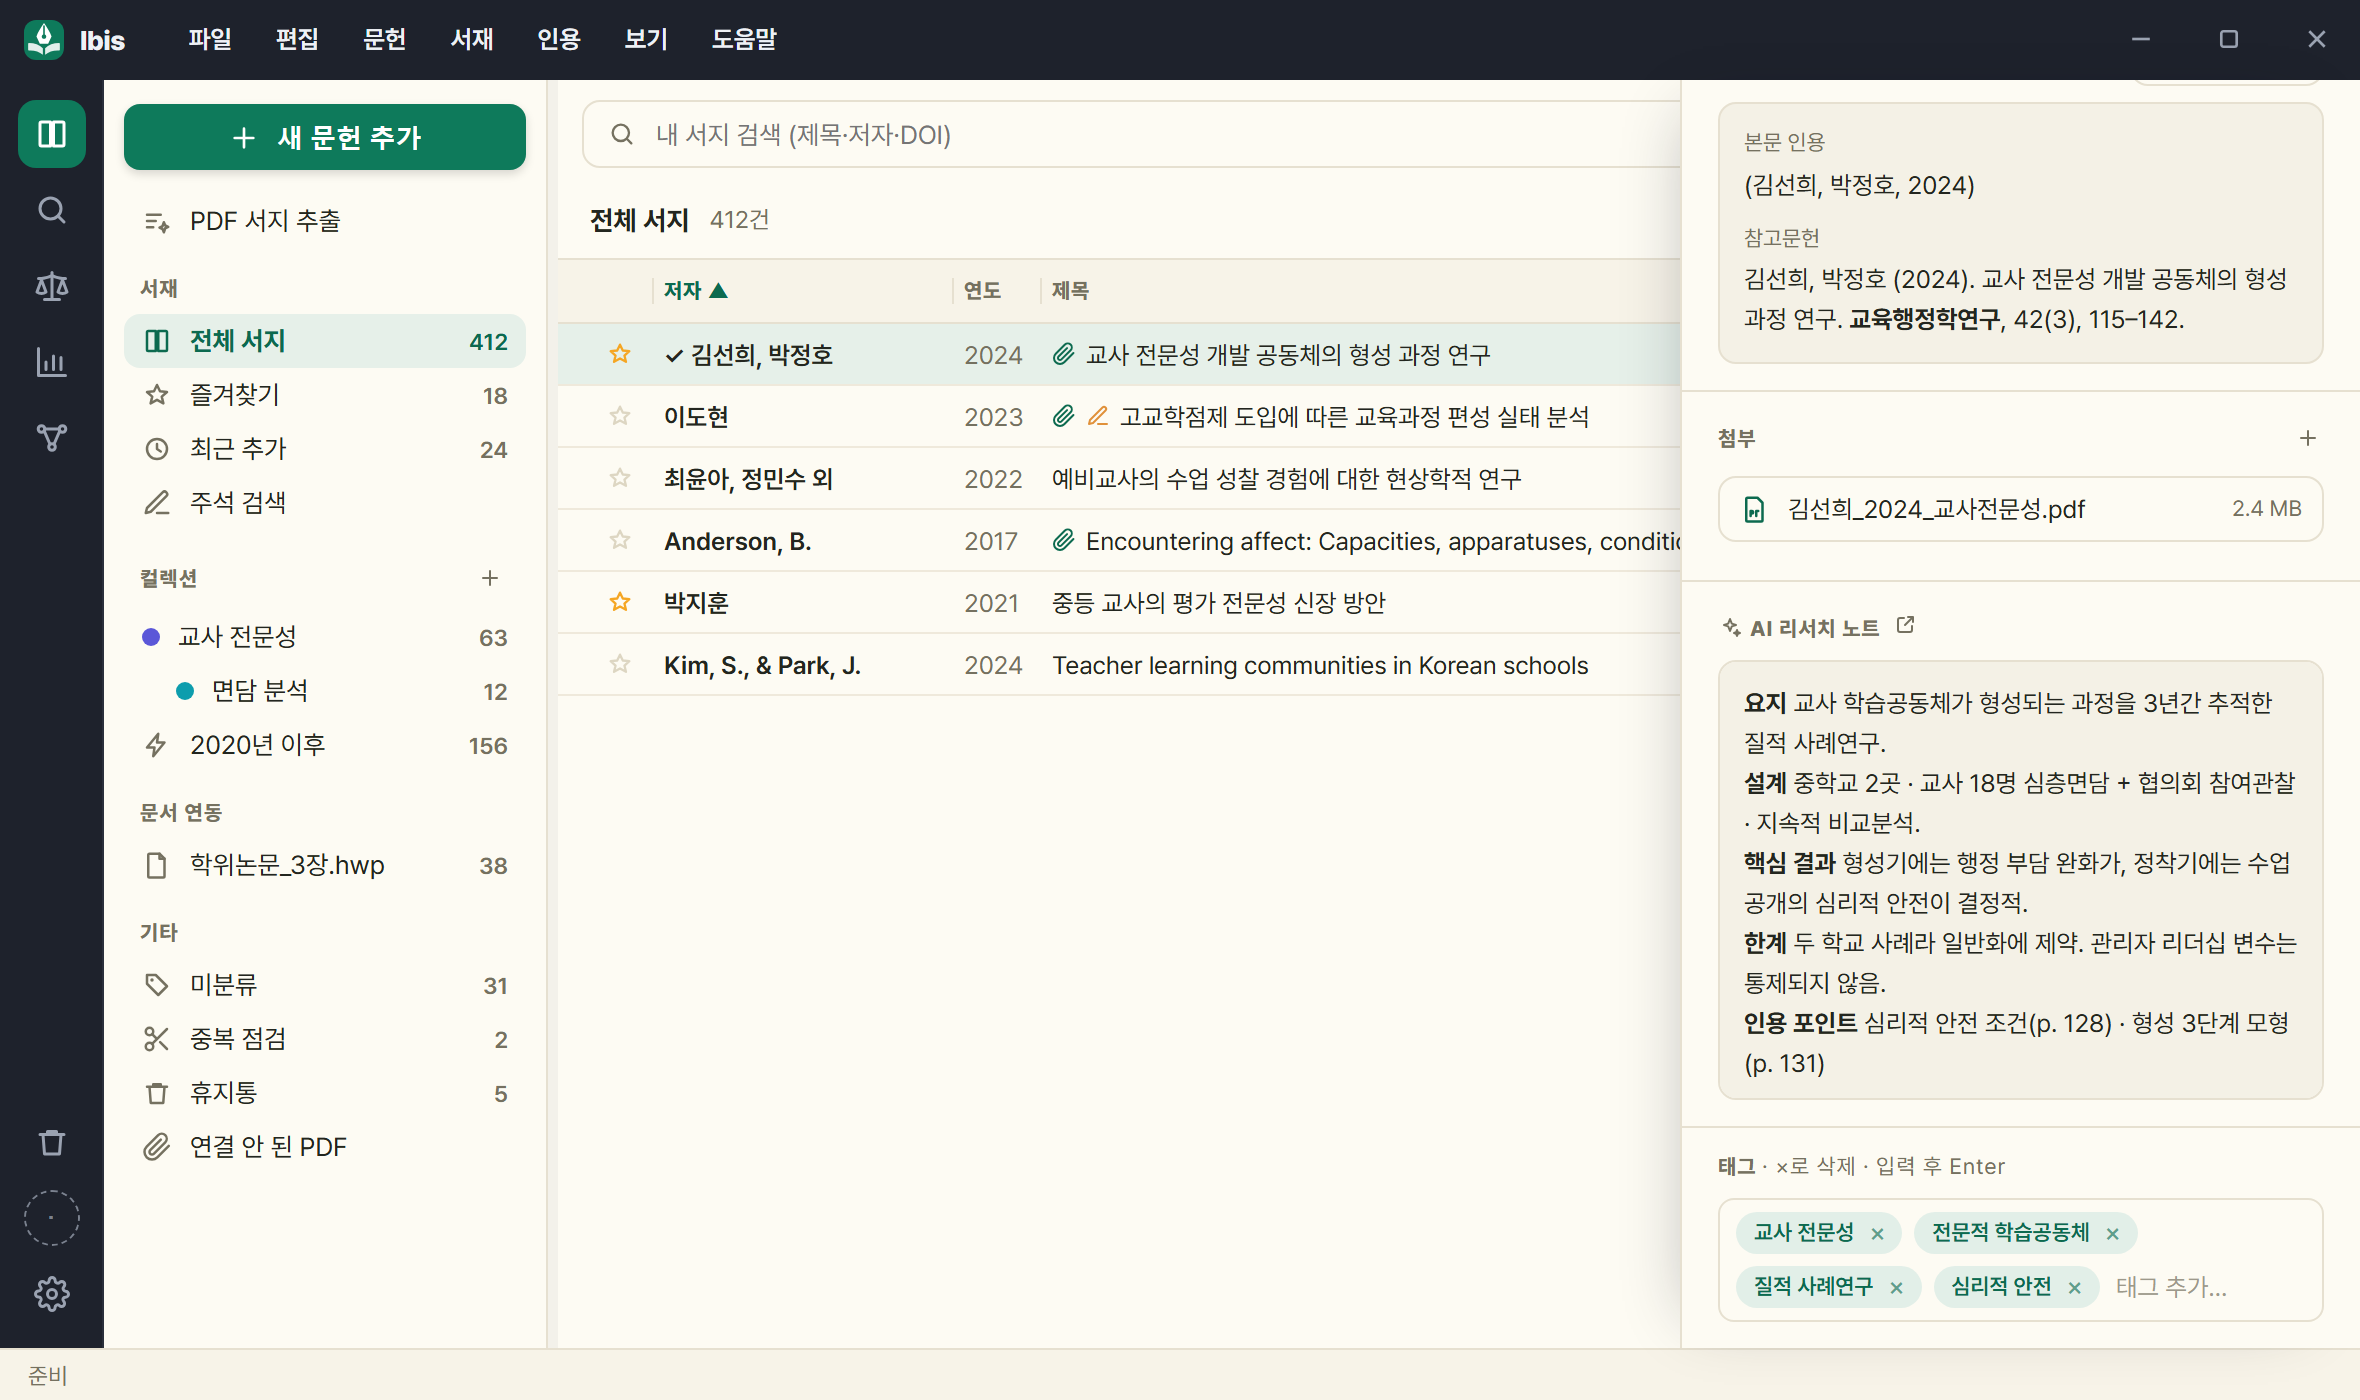 Ibis 파일 편집 문헌 서재 인용 보기 도움말
새 문헌 추가
PDF 서지 추출
서재
전체 서지 412
즐겨찾기 18
최근 추가 24
주석 검색
컬렉션
교사 전문성 63
면담 분석 12
2020년 이후 156
문서 연동
학위논문_3장.hwp 38
기타
미분류 31
중복 점검 2
휴지통 5
연결 안 된 PDF
내 서지 검색 (제목·저자·DOI)
전체 서지 412건
저자 ▲ 연도 제목
✓ 김선희, 박정호 2024 교사 전문성 개발 공동체의 형성 과정 연구
이도현 2023 고교학점제 도입에 따른 교육과정 편성 실태 분석
최윤아, 정민수 외 2022 예비교사의 수업 성찰 경험에 대한 현상학적 연구
Anderson, B. 2017 Encountering affect: Capacities, apparatuses, conditic
박지훈 2021 중등 교사의 평가 전문성 신장 방안
Kim, S., & Park, J. 2024 Teacher learning communities in Korean schools
본문 인용
(김선희, 박정호, 2024)
참고문헌
김선희, 박정호 (2024). 교사 전문성 개발 공동체의 형성
과정 연구. 교육행정학연구, 42(3), 115–142.
첨부
김선희_2024_교사전문성.pdf 2.4 MB
AI 리서치 노트
요지 교사 학습공동체가 형성되는 과정을 3년간 추적한
질적 사례연구.
설계 중학교 2곳 · 교사 18명 심층면담 + 협의회 참여관찰
· 지속적 비교분석.
핵심 결과 형성기에는 행정 부담 완화가, 정착기에는 수업
공개의 심리적 안전이 결정적.
한계 두 학교 사례라 일반화에 제약. 관리자 리더십 변수는
통제되지 않음.
인용 포인트 심리적 안전 조건(p. 128) · 형성 3단계 모형
(p. 131)
태그 · ×로 삭제 · 입력 후 Enter
교사 전문성 × 전문적 학습공동체 ×
질적 사례연구 × 심리적 안전 × 태그 추가...
준비